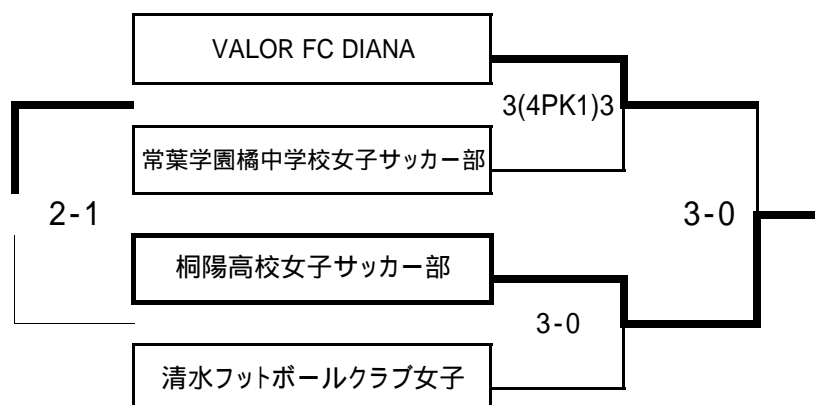 VALOR FC DIANA
3(4PK1)3
常葉学園橘中学校女子サッカー部
2-1
3-0
桐陽高校女子サッカー部
3-0
清水フットボールクラブ女子